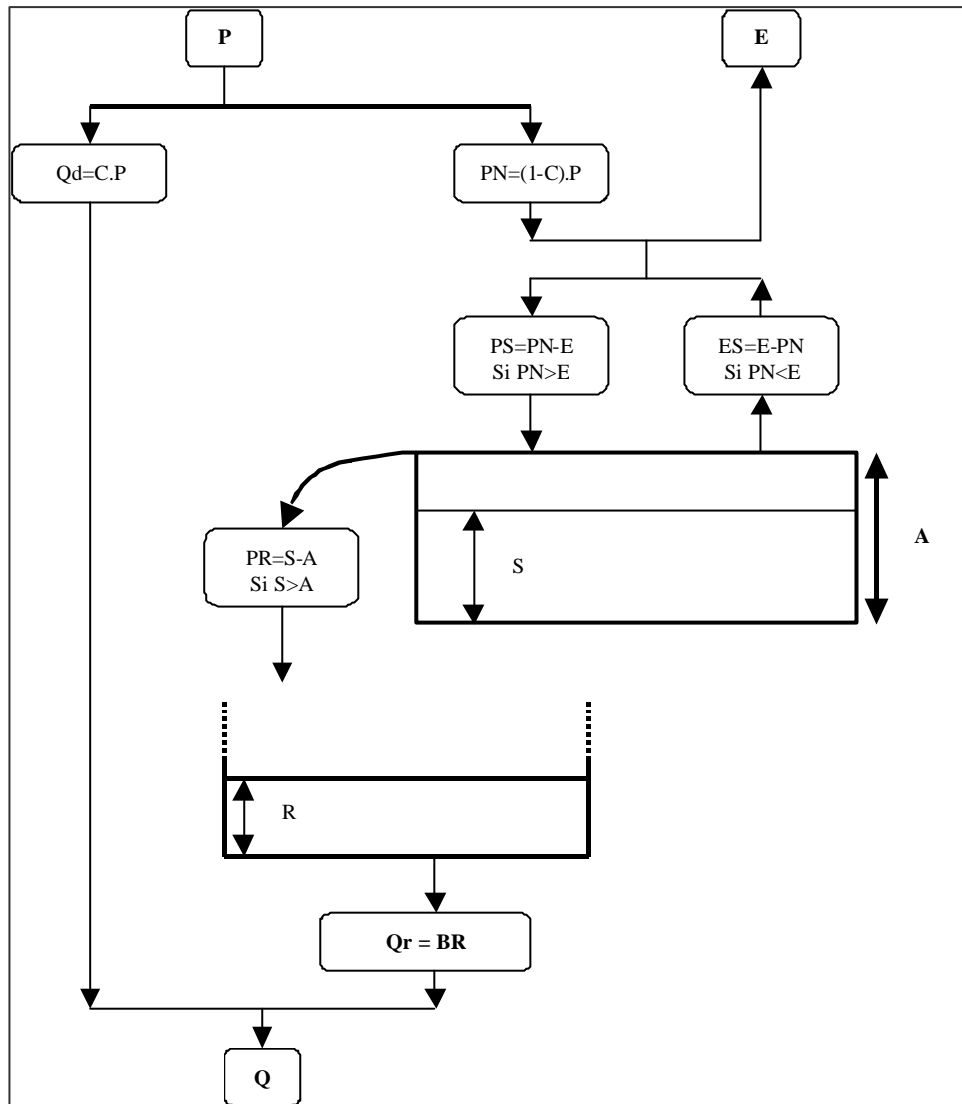 P
E
Qd=C.P
PN=(1-C).P
PS=PN-E
Si PN>E
ES=E-PN
Si PN<E
A
PR=S-A
Si S>A
S
R
Qr = BR
Q